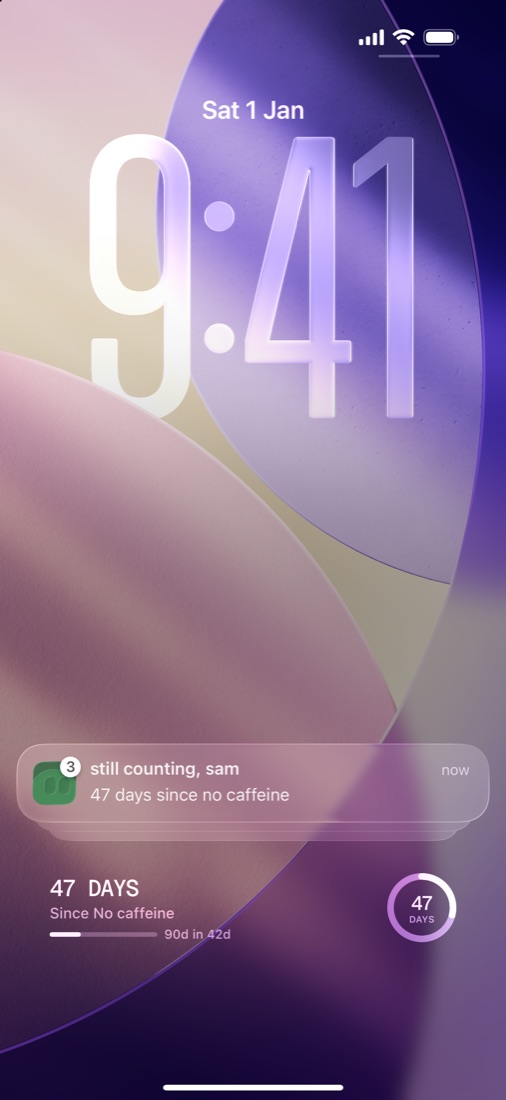 Sat 1 Jan
9:41
3
still counting, sam
now
47 days since no caffeine
47 DAYS
Since No caffeine
90d in 42d
47
DAYS